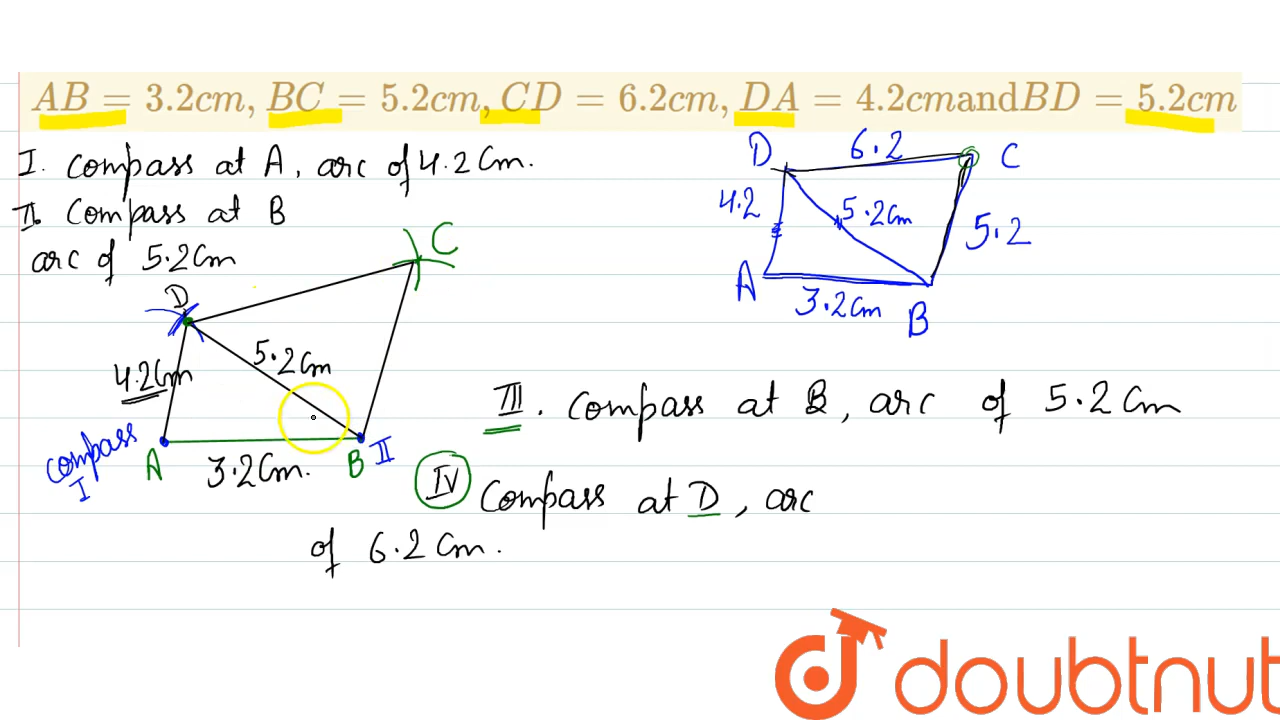 AB = 3.2cm, BC = 5.2cm, CD = 6.2cm, DA = 4.2cmandBD = 5.2cm
I. Compass at A, arc of 4.2 Cm.
II. Compass at B
arc of 5.2Cm
D 6.2 C
4.2 5.2Cm 5.2
A 3.2Cm B
C
D
5.2Cm
4.2Cm
Compass I A 3.2Cm. B II
III. Compass at B, arc of 5.2 Cm
IV Compass at D, arc
of 6.2 Cm.
doubtnut